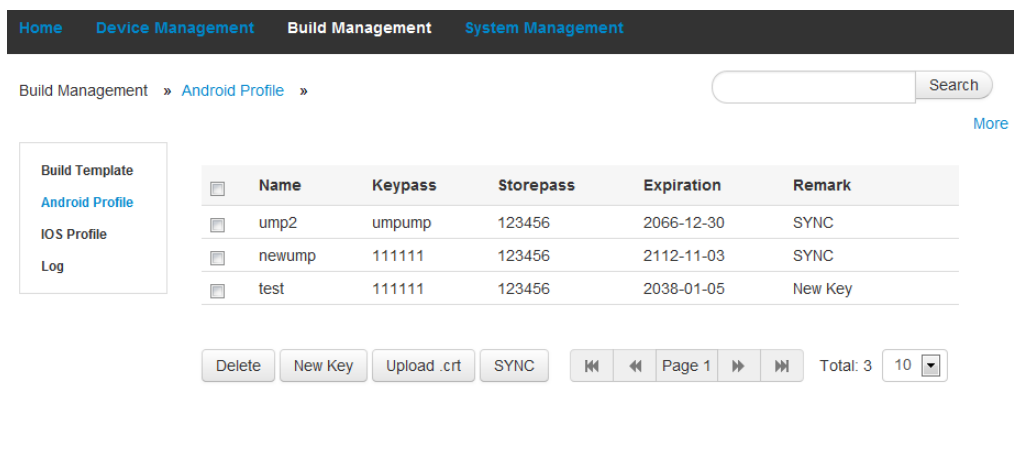 Home Device Management Build Management System Management
Build Management » Android Profile » Search
More
Build Template
Android Profile
IOS Profile
Log
Name Keypass Storepass Expiration Remark
ump2 umpump 123456 2066-12-30 SYNC
newump 111111 123456 2112-11-03 SYNC
test 111111 123456 2038-01-05 New Key
Delete New Key Upload .crt SYNC Page 1 Total: 3 10